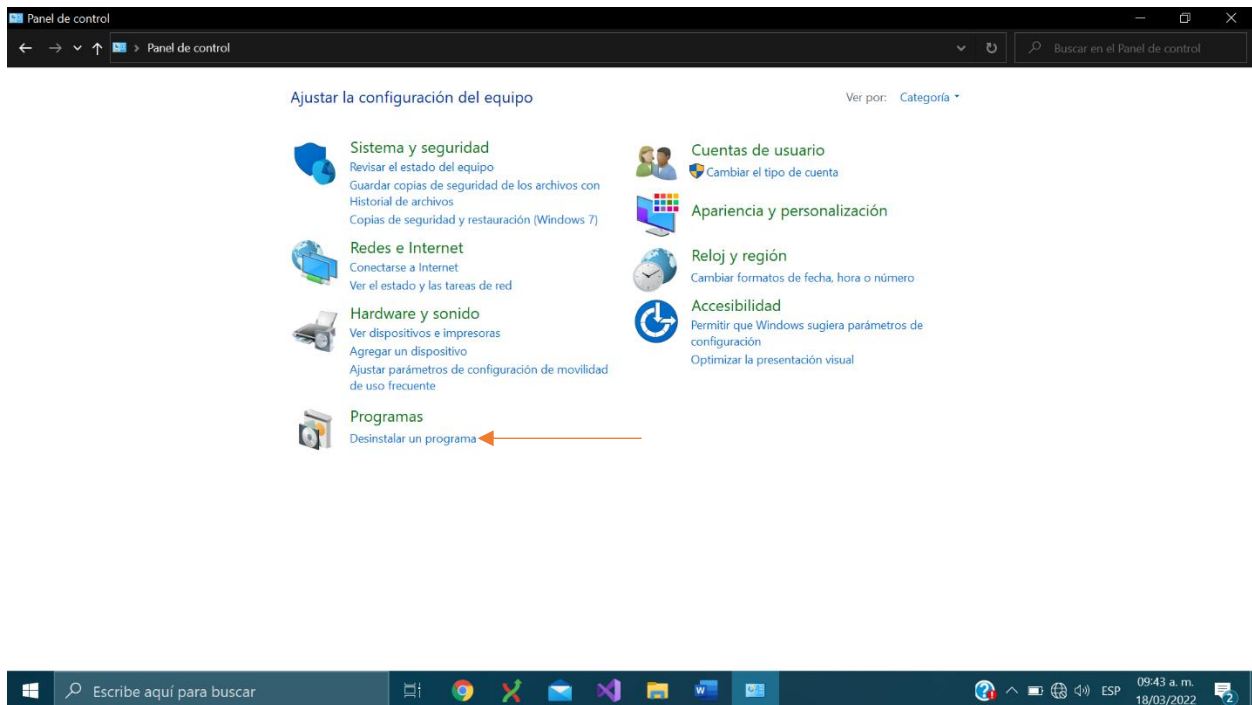 Panel de control
Panel de control
Buscar en el Panel de control
Ajustar la configuración del equipo
Ver por: Categoría
Sistema y seguridad
Revisar el estado del equipo
Guardar copias de seguridad de los archivos con
Historial de archivos
Copias de seguridad y restauración (Windows 7)
Redes e Internet
Conectarse a Internet
Ver el estado y las tareas de red
Hardware y sonido
Ver dispositivos e impresoras
Agregar un dispositivo
Ajustar parámetros de configuración de movilidad
de uso frecuente
Programas
Desinstalar un programa
Cuentas de usuario
Cambiar el tipo de cuenta
Apariencia y personalización
Reloj y región
Cambiar formatos de fecha, hora o número
Accesibilidad
Permitir que Windows sugiera parámetros de
configuración
Optimizar la presentación visual
Escribe aquí para buscar
ESP
09:43 a. m.
18/03/2022
2